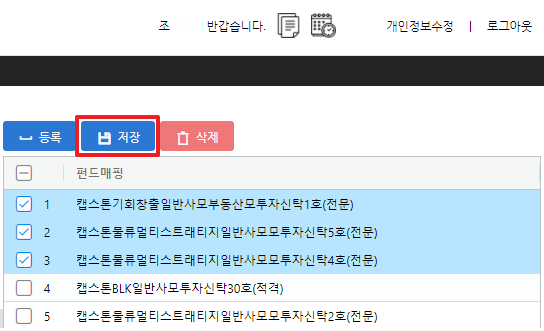 조 반갑습니다. 개인정보수정 | 로그아웃
등록 저장 삭제
펀드매핑
1 캡스톤기회창출일반사모부동산모투자신탁1호(전문)
2 캡스톤물류멀티스트래티지일반사모모투자신탁5호(전문)
3 캡스톤물류멀티스트래티지일반사모모투자신탁4호(전문)
4 캡스톤BLK일반사모투자신탁30호(적격)
5 캡스톤물류멀티스트래티지일반사모모투자신탁2호(전문)